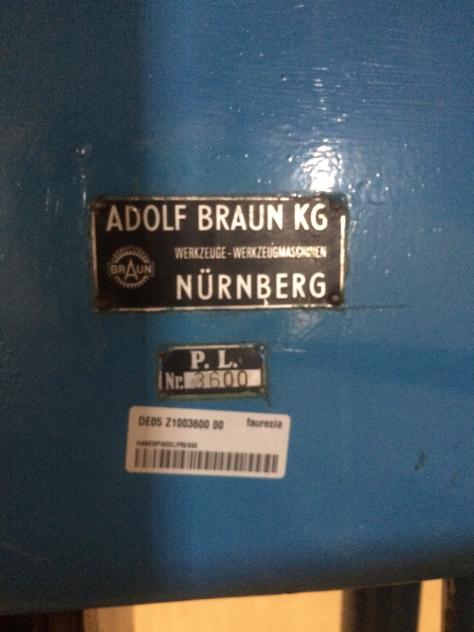 ADOLF BRAUN KG
WERKZEUGE-WERKZEUGMASCHINEN
BRAUN
NÜRNBERG
P. L.
Nr. 3600
DE05 Z1003600 00 faurecia
HANDSPINDELPRESSE